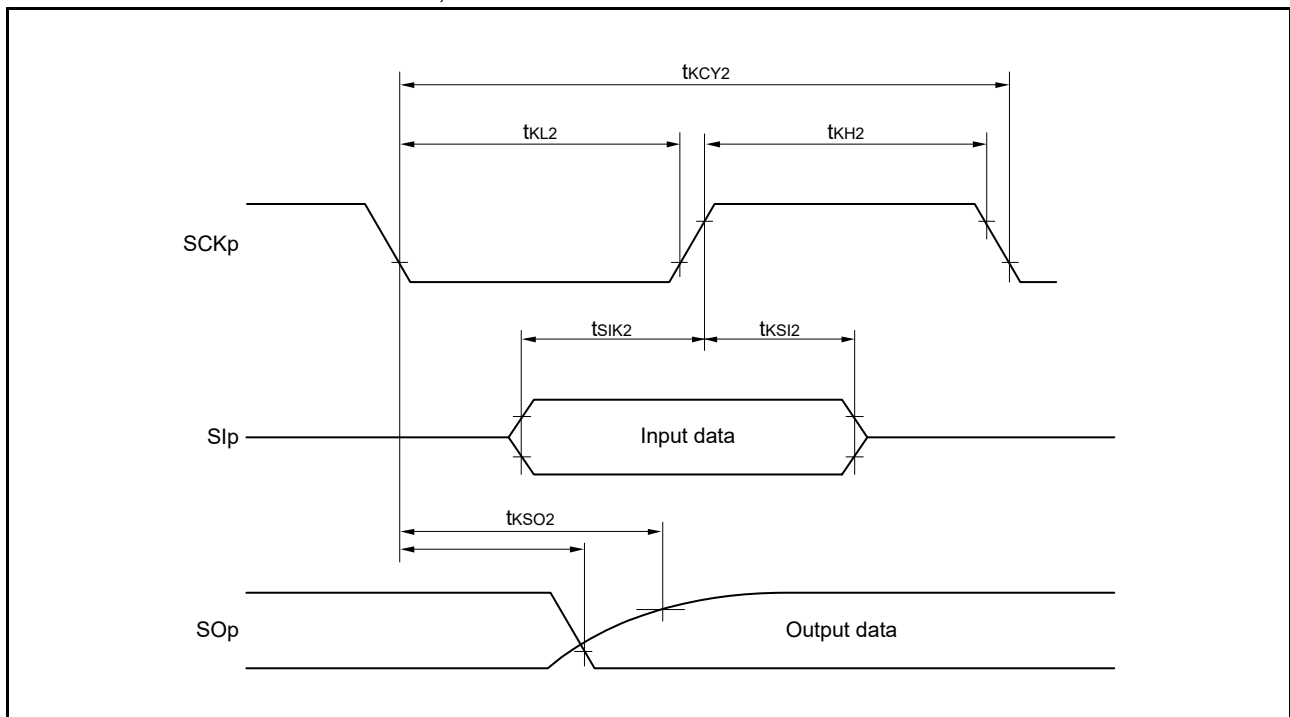 tKCY2
tKL2
tKH2
SCKp
tSIK2
tKSI2
SIp
Input data
tKSO2
SOp
Output data